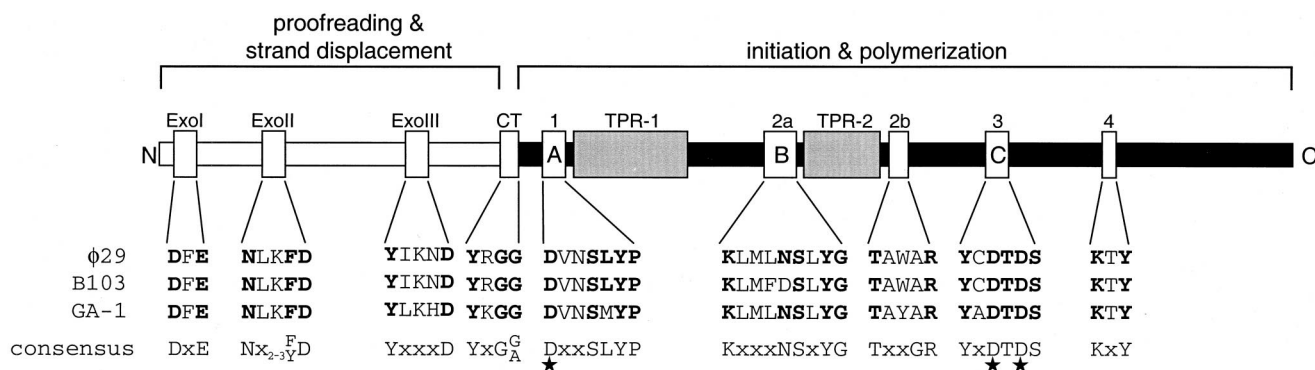 proofreading &
strand displacement
initiation & polymerization
ExoI ExoII ExoIII CT 1 TPR-1 2a TPR-2 2b 3 4
N A B C C
ϕ29 DFE NLKFD YIKND YRGG DVNSLYP KLMLNSLYG TAWAR YCDTDS KTY
B103 DFE NLKFD YIKND YRGG DVNSLYP KLMFDSLYG TAWAR YCDTDS KTY
GA-1 DFE NLKFD YLKHD YKGG DVNSMYP KLMLNSLYG TAYAR YADTDS KTY
consensus DxE Nx2-3F/YD YxxxD YxGG/A DxxSLYP KxxxNSxYG TxxGR YxDTDS KxY